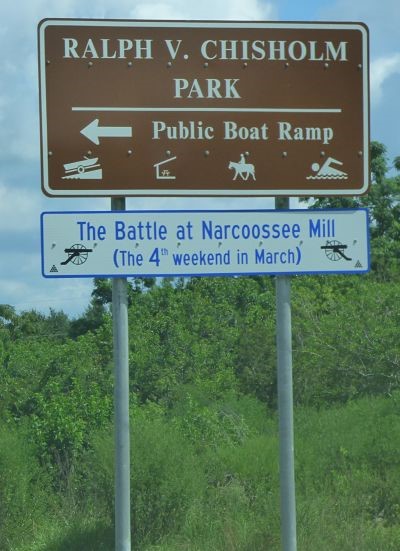 RALPH V. CHISHOLM
PARK
Public Boat Ramp
The Battle at Narcoossee Mill
(The 4th weekend in March)